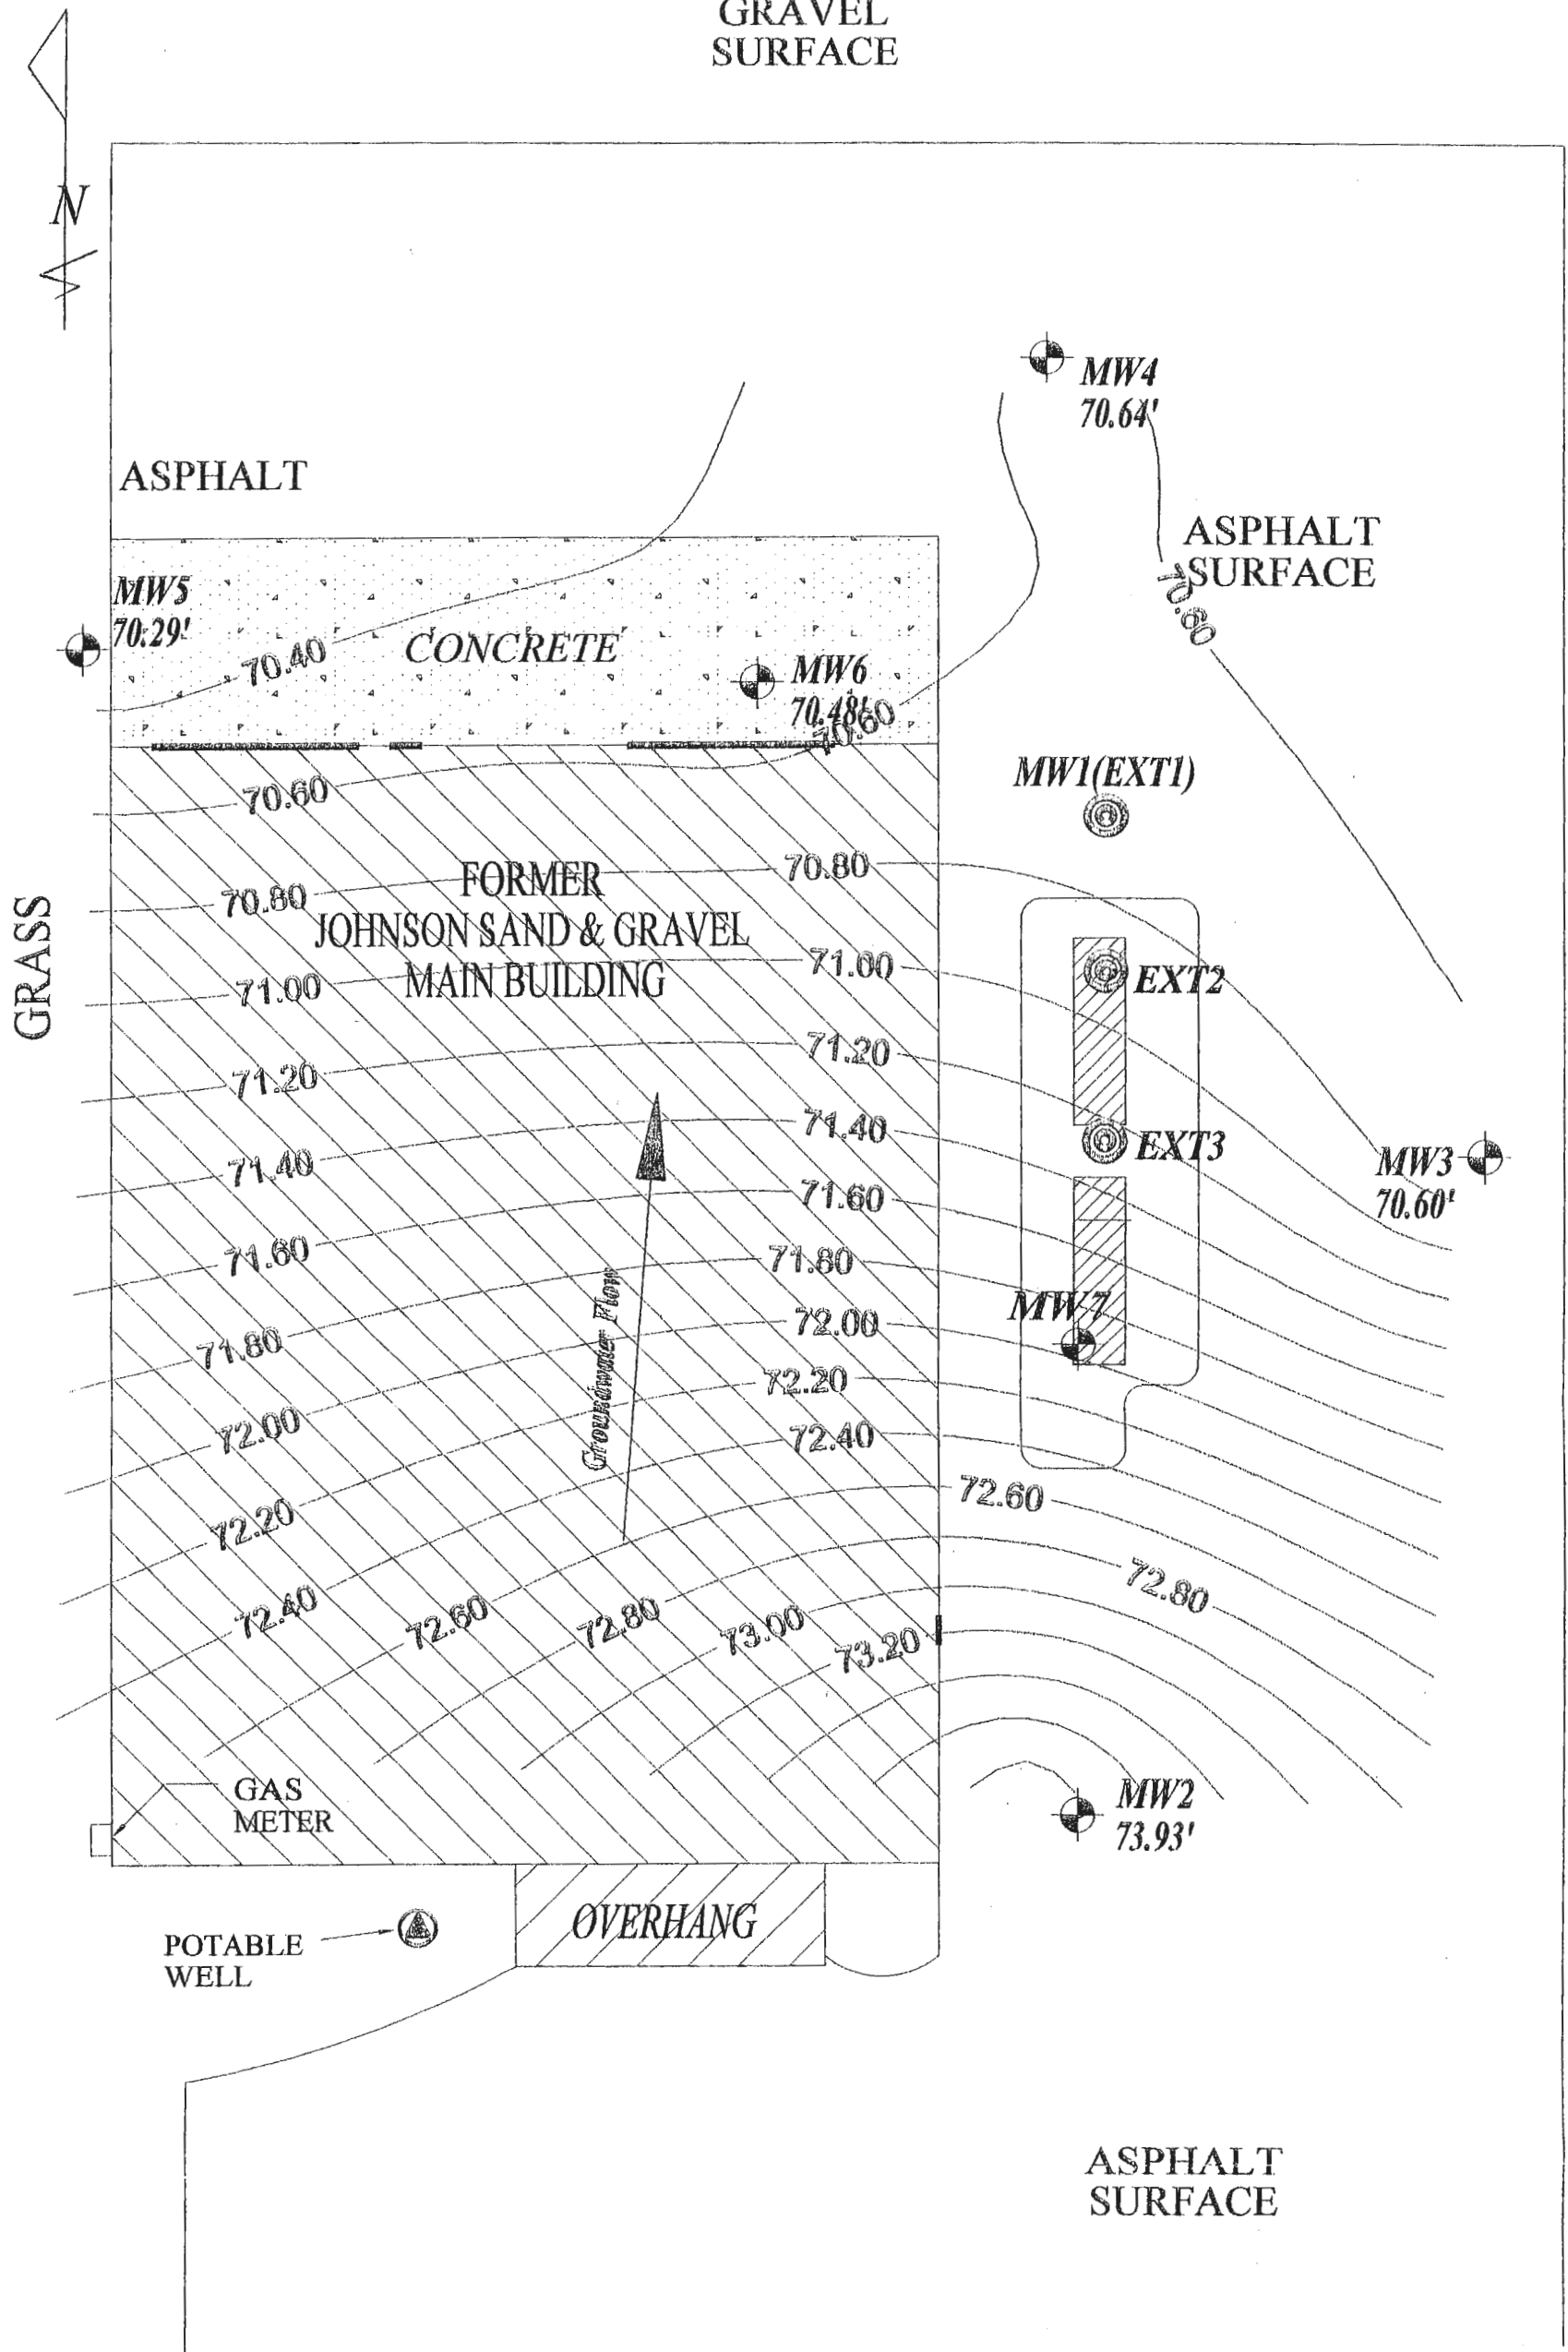 GRAVEL
SURFACE
N
MW4
70.64'
ASPHALT
ASPHALT
SURFACE
70.60
MW5
70.29'
70.40
CONCRETE
MW6
70.48'
70.60
MW1(EXT1)
70.60
FORMER
JOHNSON SAND & GRAVEL
MAIN BUILDING
70.80
70.80
GRASS
71.00
71.00
EXT2
71.20
71.20
71.40
71.40
EXT3
MW3
70.60'
71.60
71.60
71.80
71.80
MW7
72.00
72.00
Groundwater Flow
72.20
72.20
72.40
72.40
72.60
72.60
72.80
72.80
73.00
73.20
GAS
METER
MW2
73.93'
OVERHANG
POTABLE
WELL
ASPHALT
SURFACE